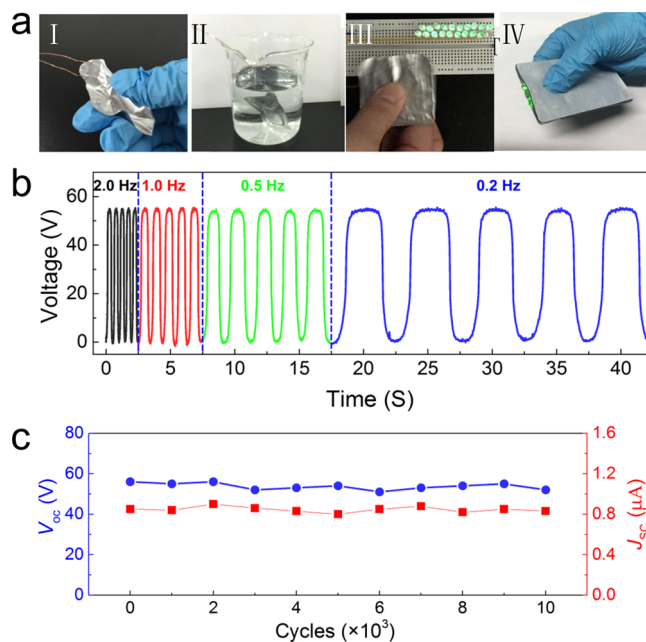 a
I
II
III
IV
b
2.0 Hz 1.0 Hz 0.5 Hz 0.2 Hz
60
40
20
0
Voltage (V)
0 5 10 15 20 25 30 35 40
Time (S)
c
80
60
40
20
0
V_oc (V)
1.6
1.2
0.8
0.4
0.0
J_SC (μA)
0 2 4 6 8 10
Cycles (×10³)